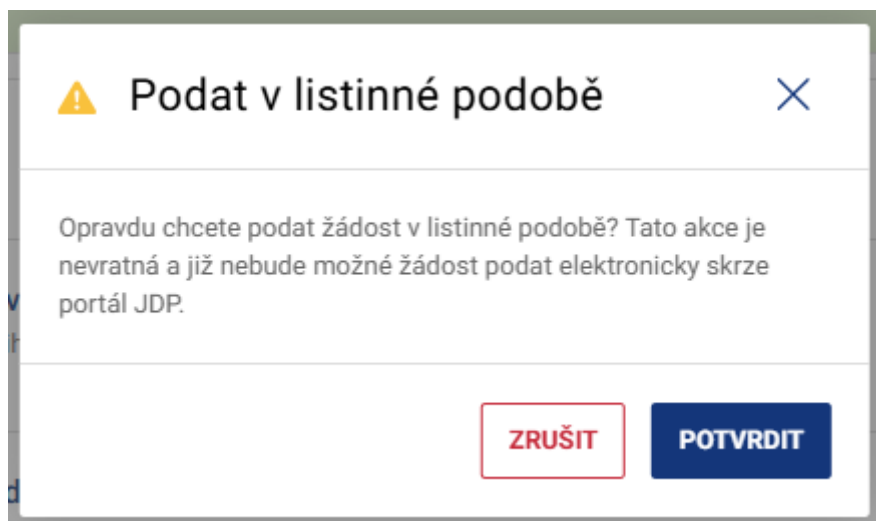 Podat v listinné podobě
Opravdu chcete podat žádost v listinné podobě? Tato akce je
nevratná a již nebude možné žádost podat elektronicky skrze
portál JDP.
ZRUŠIT
POTVRDIT